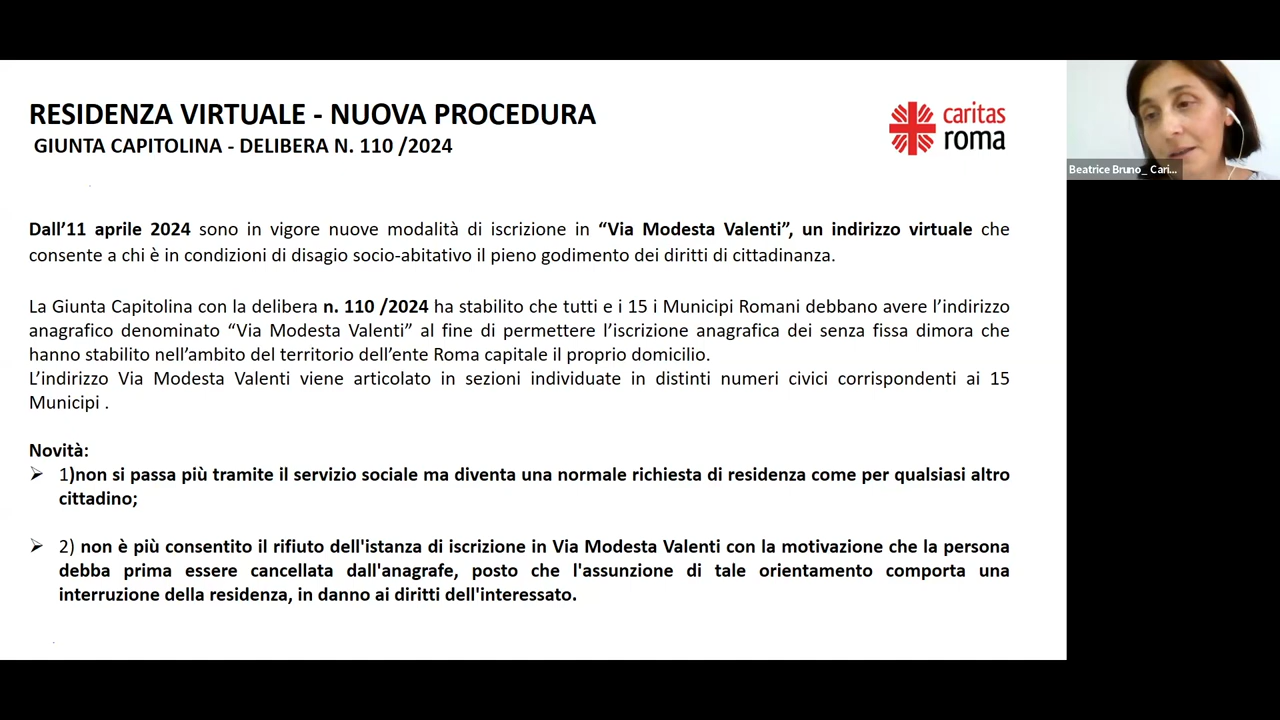 RESIDENZA VIRTUALE - NUOVA PROCEDURA
GIUNTA CAPITOLINA - DELIBERA N. 110 /2024
caritas
roma
Beatrice Bruno_ Cari...
Dall’11 aprile 2024 sono in vigore nuove modalità di iscrizione in “Via Modesta Valenti”, un indirizzo virtuale che
consente a chi è in condizioni di disagio socio-abitativo il pieno godimento dei diritti di cittadinanza.
La Giunta Capitolina con la delibera n. 110 /2024 ha stabilito che tutti e i 15 i Municipi Romani debbano avere l’indirizzo
anagrafico denominato “Via Modesta Valenti” al fine di permettere l’iscrizione anagrafica dei senza fissa dimora che
hanno stabilito nell’ambito del territorio dell’ente Roma capitale il proprio domicilio.
L’indirizzo Via Modesta Valenti viene articolato in sezioni individuate in distinti numeri civici corrispondenti ai 15
Municipi .
Novità:
➢ 1)non si passa più tramite il servizio sociale ma diventa una normale richiesta di residenza come per qualsiasi altro
cittadino;
➢ 2) non è più consentito il rifiuto dell'istanza di iscrizione in Via Modesta Valenti con la motivazione che la persona
debba prima essere cancellata dall'anagrafe, posto che l'assunzione di tale orientamento comporta una
interruzione della residenza, in danno ai diritti dell'interessato.